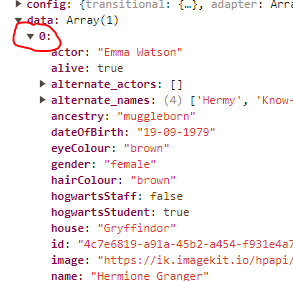 config: {transitional: {…}, adapter: Arra
data: Array(1)
0:
actor: "Emma Watson"
alive: true
alternate_actors: []
alternate_names: (4) ['Hermy', 'Know-
ancestry: "muggleborn"
dateOfBirth: "19-09-1979"
eyeColour: "brown"
gender: "female"
hairColour: "brown"
hogwartsStaff: false
hogwartsStudent: true
house: "Gryffindor"
id: "4c7e6819-a91a-45b2-a454-f931e4a7
image: "https://ik.imagekit.io/hpapi/
name: "Hermione Granger"